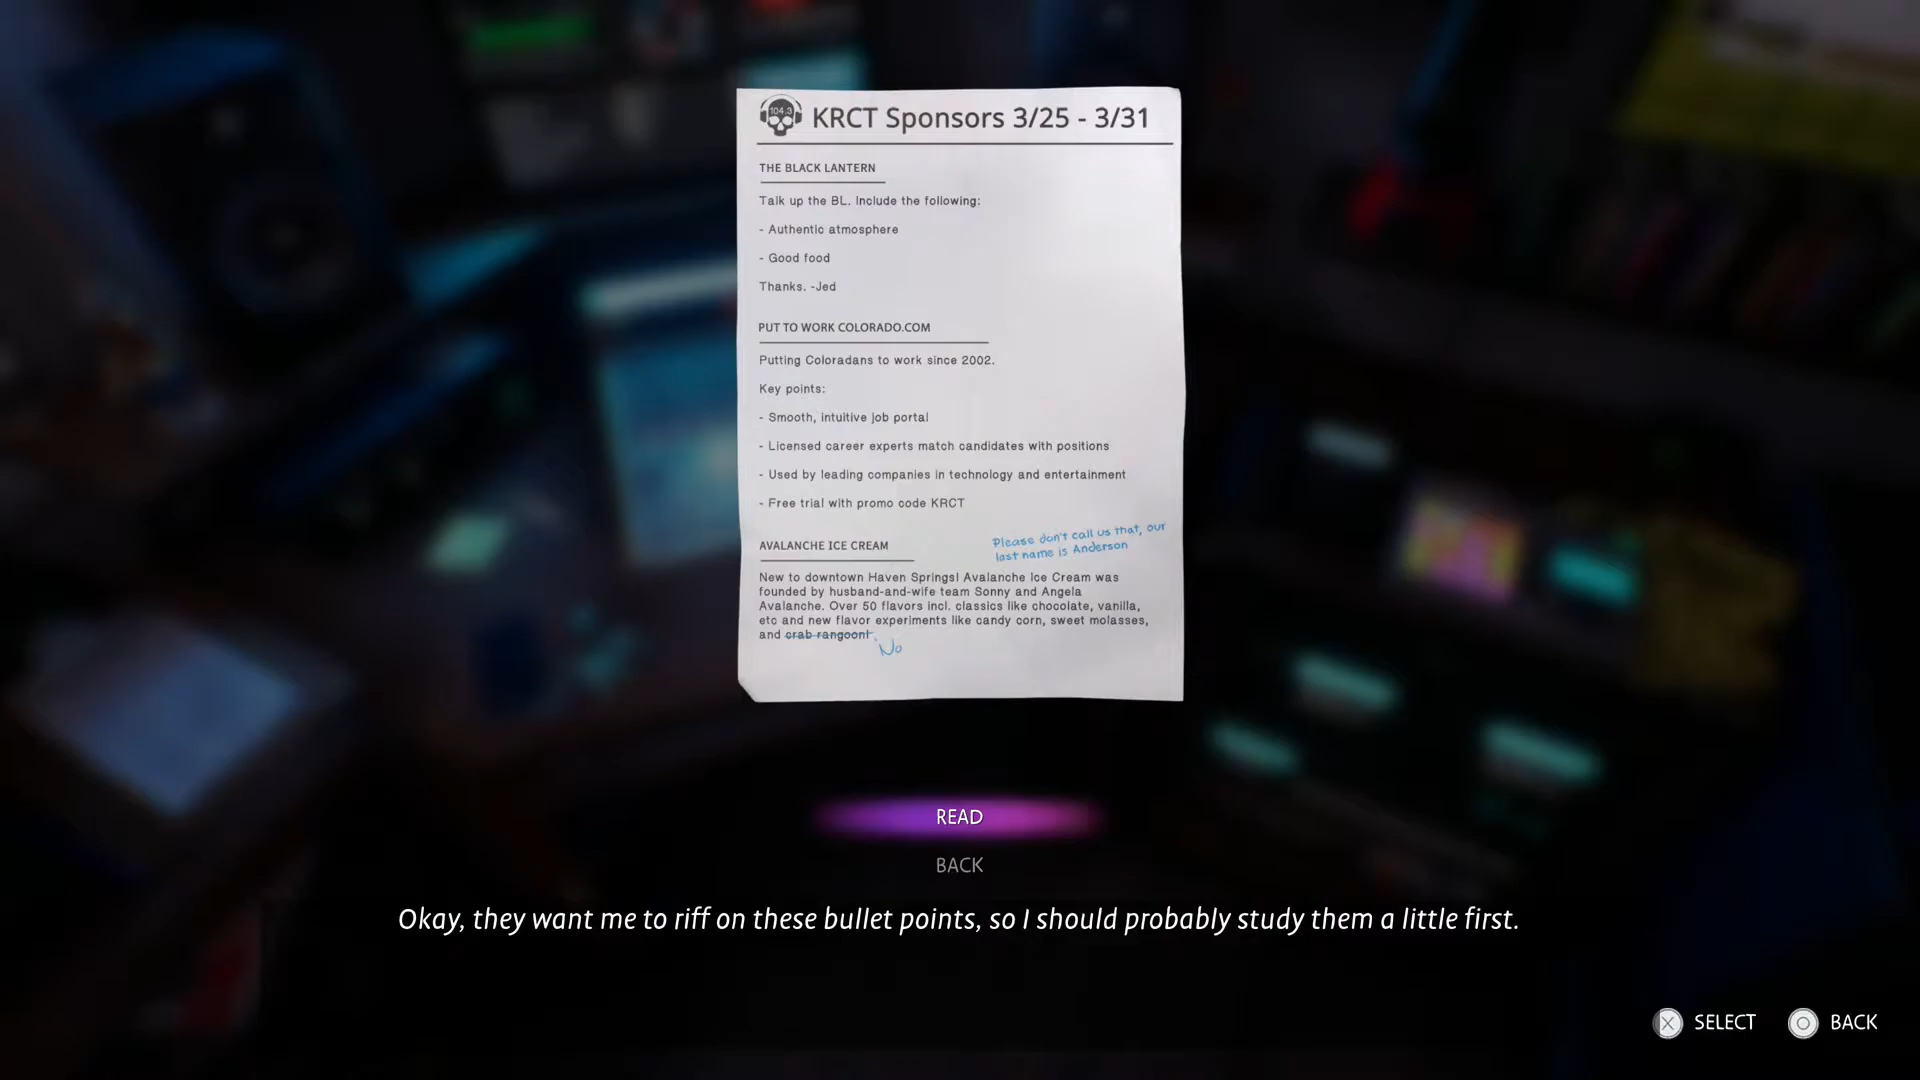 104.3
KRCT Sponsors 3/25 - 3/31
THE BLACK LANTERN
Talk up the BL. Include the following:
- Authentic atmosphere
- Good food
Thanks. -Jed
PUT TO WORK COLORADO.COM
Putting Coloradans to work since 2002.
Key points:
- Smooth, intuitive job portal
- Licensed career experts match candidates with positions
- Used by leading companies in technology and entertainment
- Free trial with promo code KRCT
Please don't call us that, our
last name is Anderson
AVALANCHE ICE CREAM
New to downtown Haven Springs! Avalanche Ice Cream was
founded by husband-and-wife team Sonny and Angela
Avalanche. Over 50 flavors incl. classics like chocolate, vanilla,
etc and new flavor experiments like candy corn, sweet molasses,
and crab rangoon!
No
READ
BACK
Okay, they want me to riff on these bullet points, so I should probably study them a little first.
X SELECT O BACK